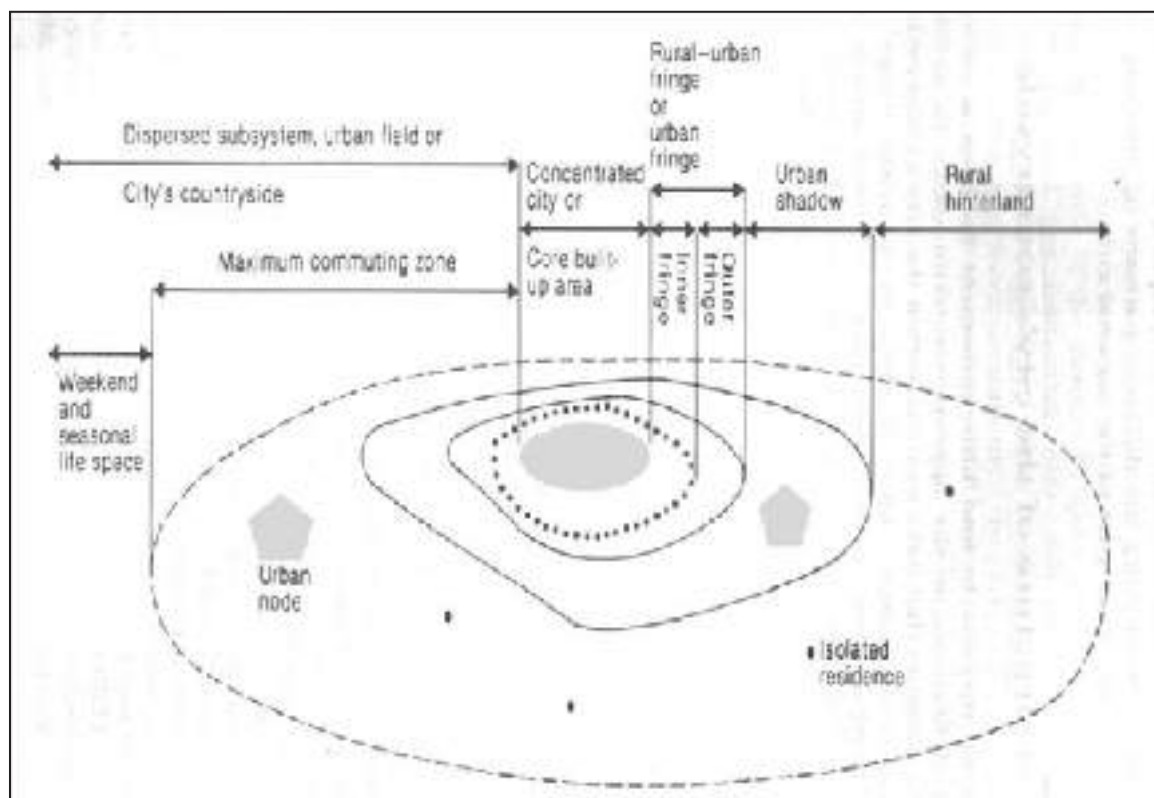 Rural-urban
fringe
or
urban
fringe
Dispersed subsystem, urban field or
City's countryside
Concentrated
city or
Core built-
up area
Urban
shadow
Rural
hinterland
Maximum commuting zone
Inner
fringe
Outer
fringe
Weekend
and
seasonal
life space
Urban
node
Isolated
residence